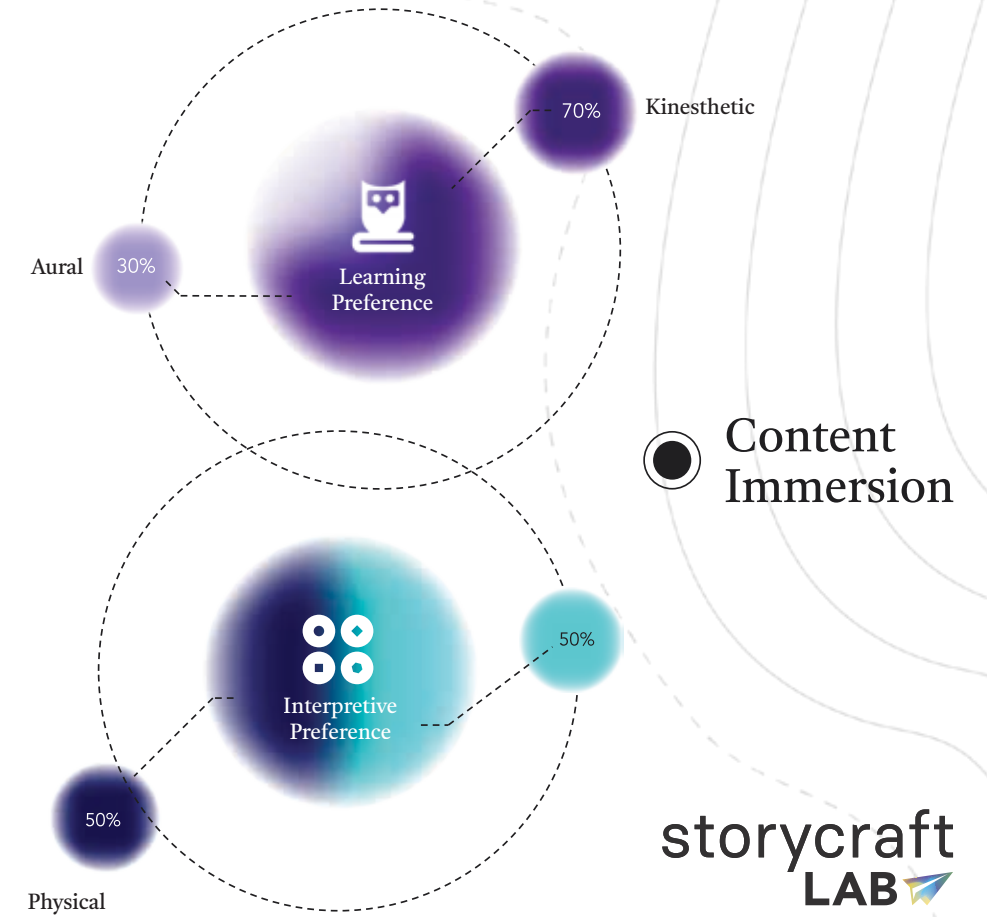 70%
Kinesthetic
Aural
30%
Learning
Preference
Content
Immersion
50%
Interpretive
Preference
50%
Physical
storycraft
LAB